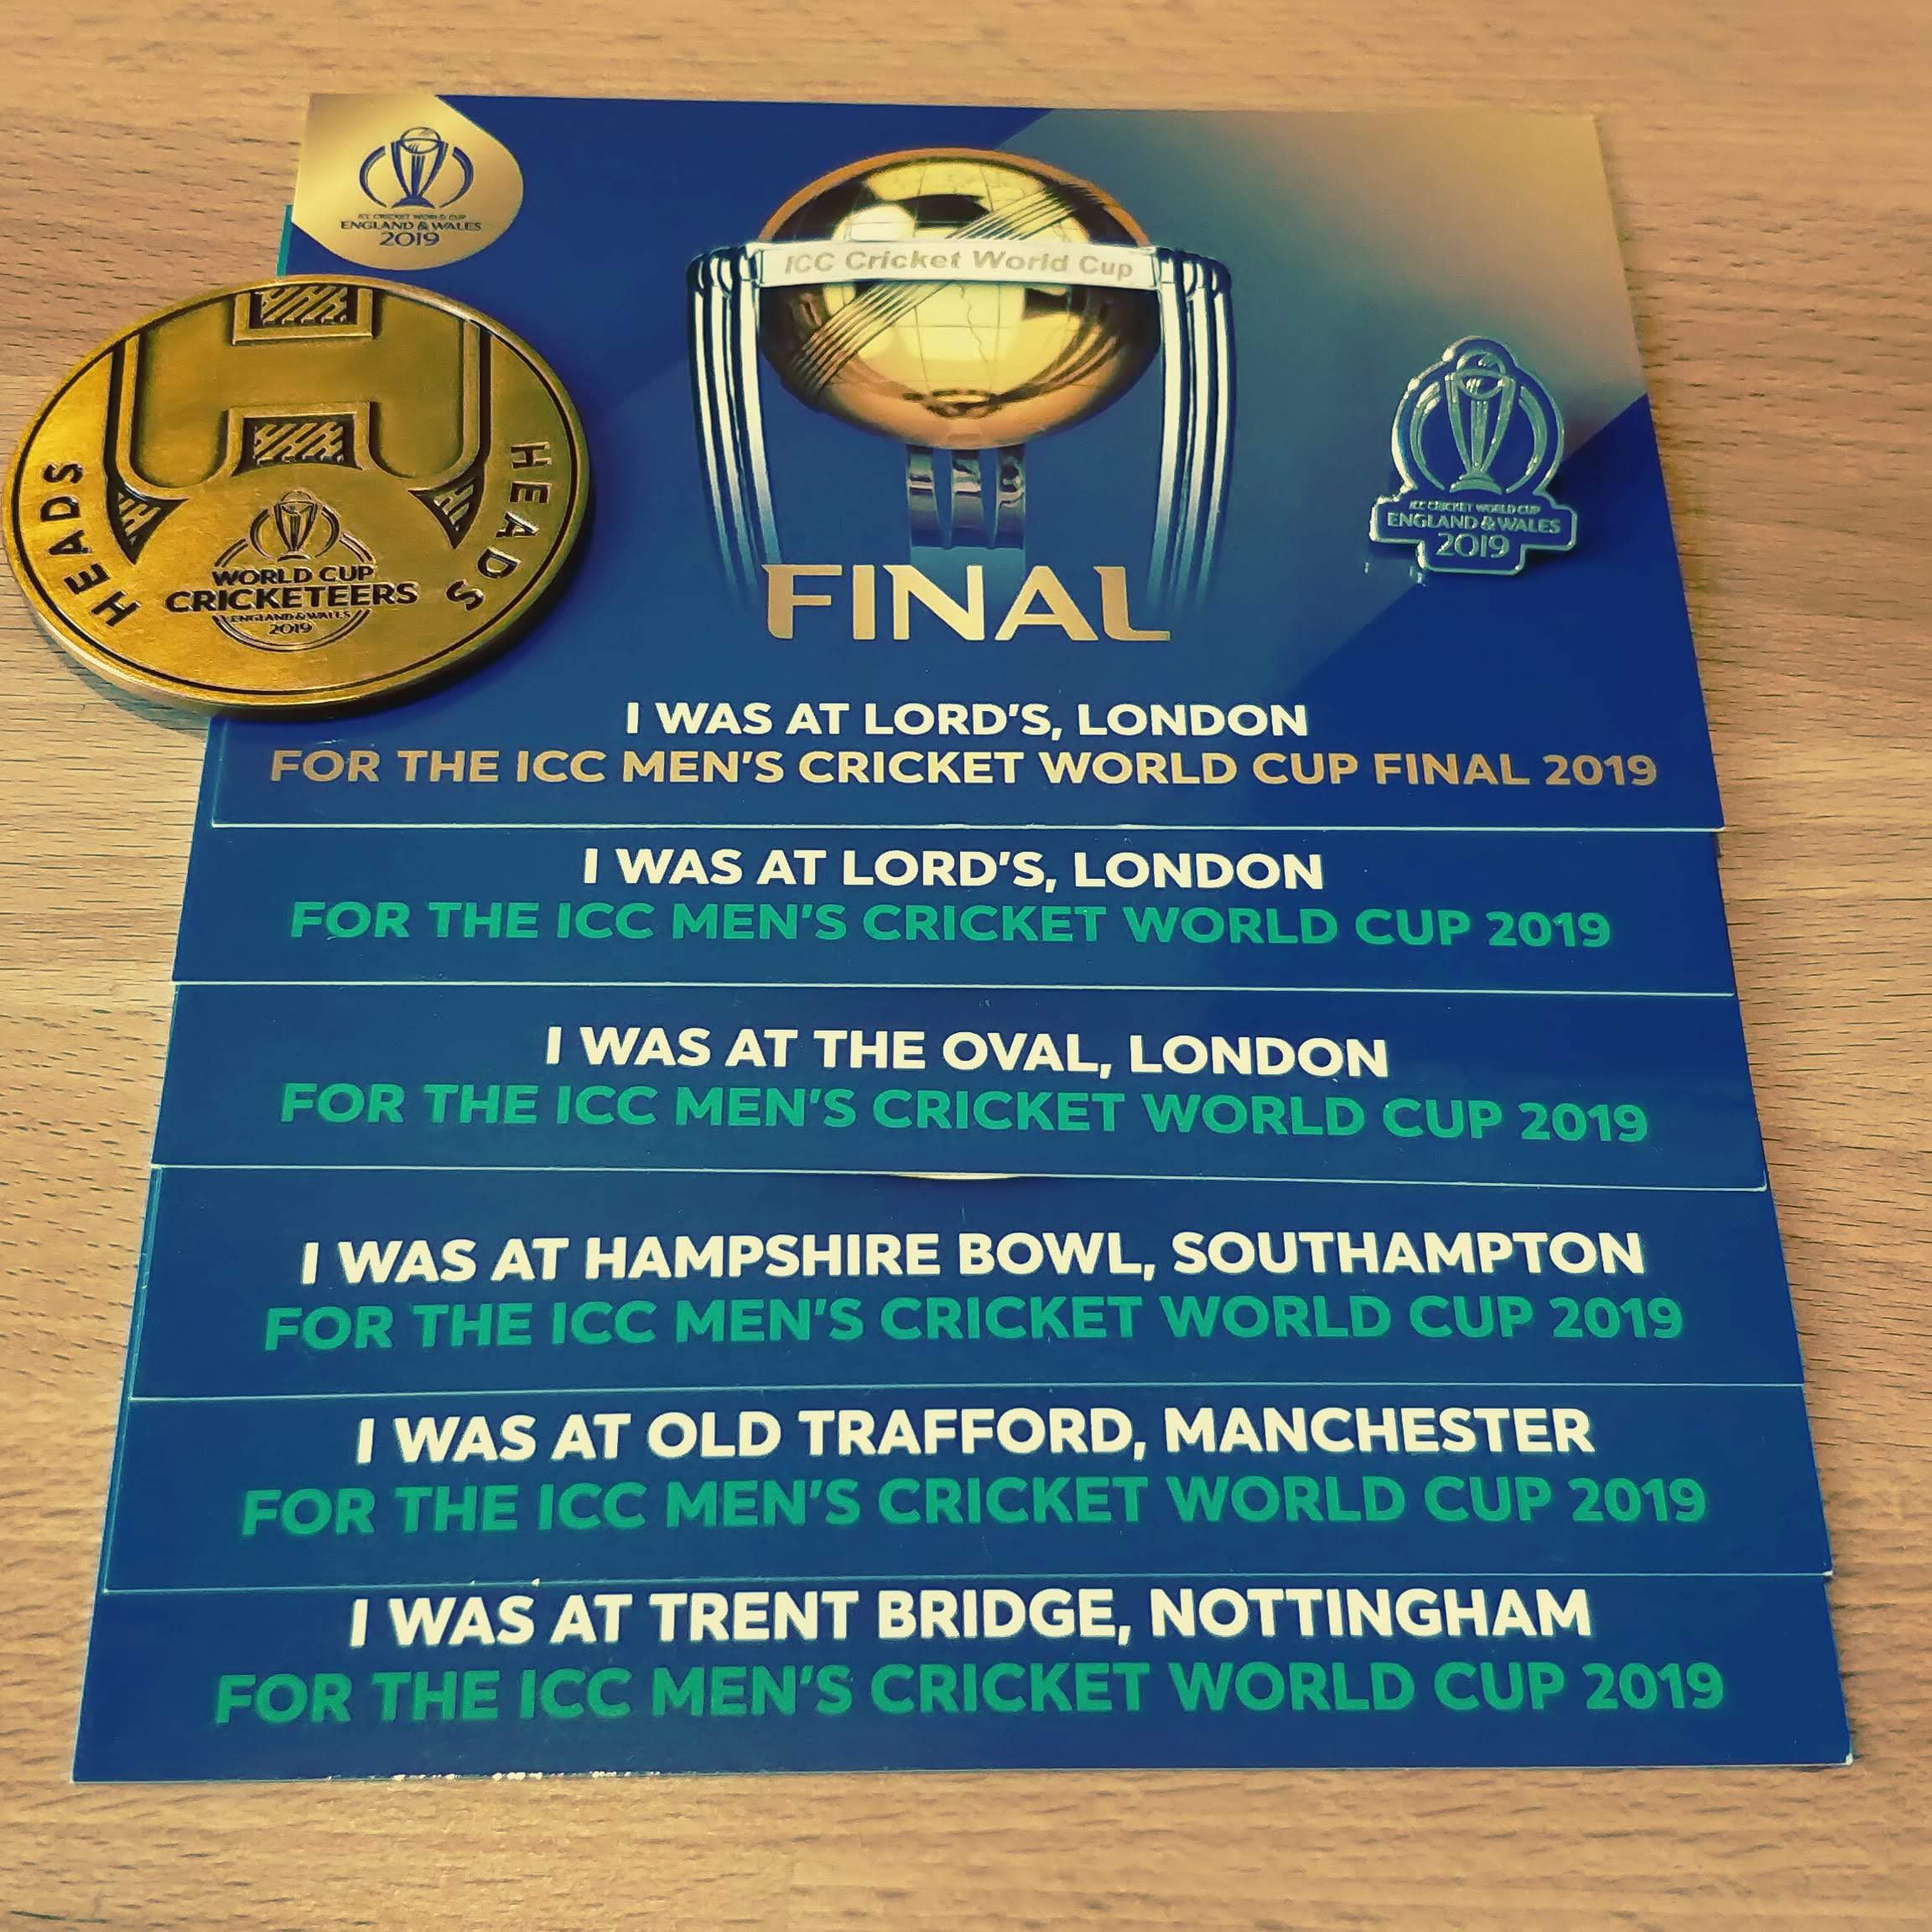 ICC CRICKET WORLD CUP
ENGLAND & WALES
2019
ICC Cricket World Cup
HEADS
HEADS
WORLD CUP
CRICKETEERS
ENGLAND & WALES
2019
ICC CRICKET WORLD CUP
ENGLAND & WALES
2019
FINAL
I WAS AT LORD'S, LONDON
FOR THE ICC MEN'S CRICKET WORLD CUP FINAL 2019
I WAS AT LORD'S, LONDON
FOR THE ICC MEN'S CRICKET WORLD CUP 2019
I WAS AT THE OVAL, LONDON
FOR THE ICC MEN'S CRICKET WORLD CUP 2019
I WAS AT HAMPSHIRE BOWL, SOUTHAMPTON
FOR THE ICC MEN'S CRICKET WORLD CUP 2019
I WAS AT OLD TRAFFORD, MANCHESTER
FOR THE ICC MEN'S CRICKET WORLD CUP 2019
I WAS AT TRENT BRIDGE, NOTTINGHAM
FOR THE ICC MEN'S CRICKET WORLD CUP 2019